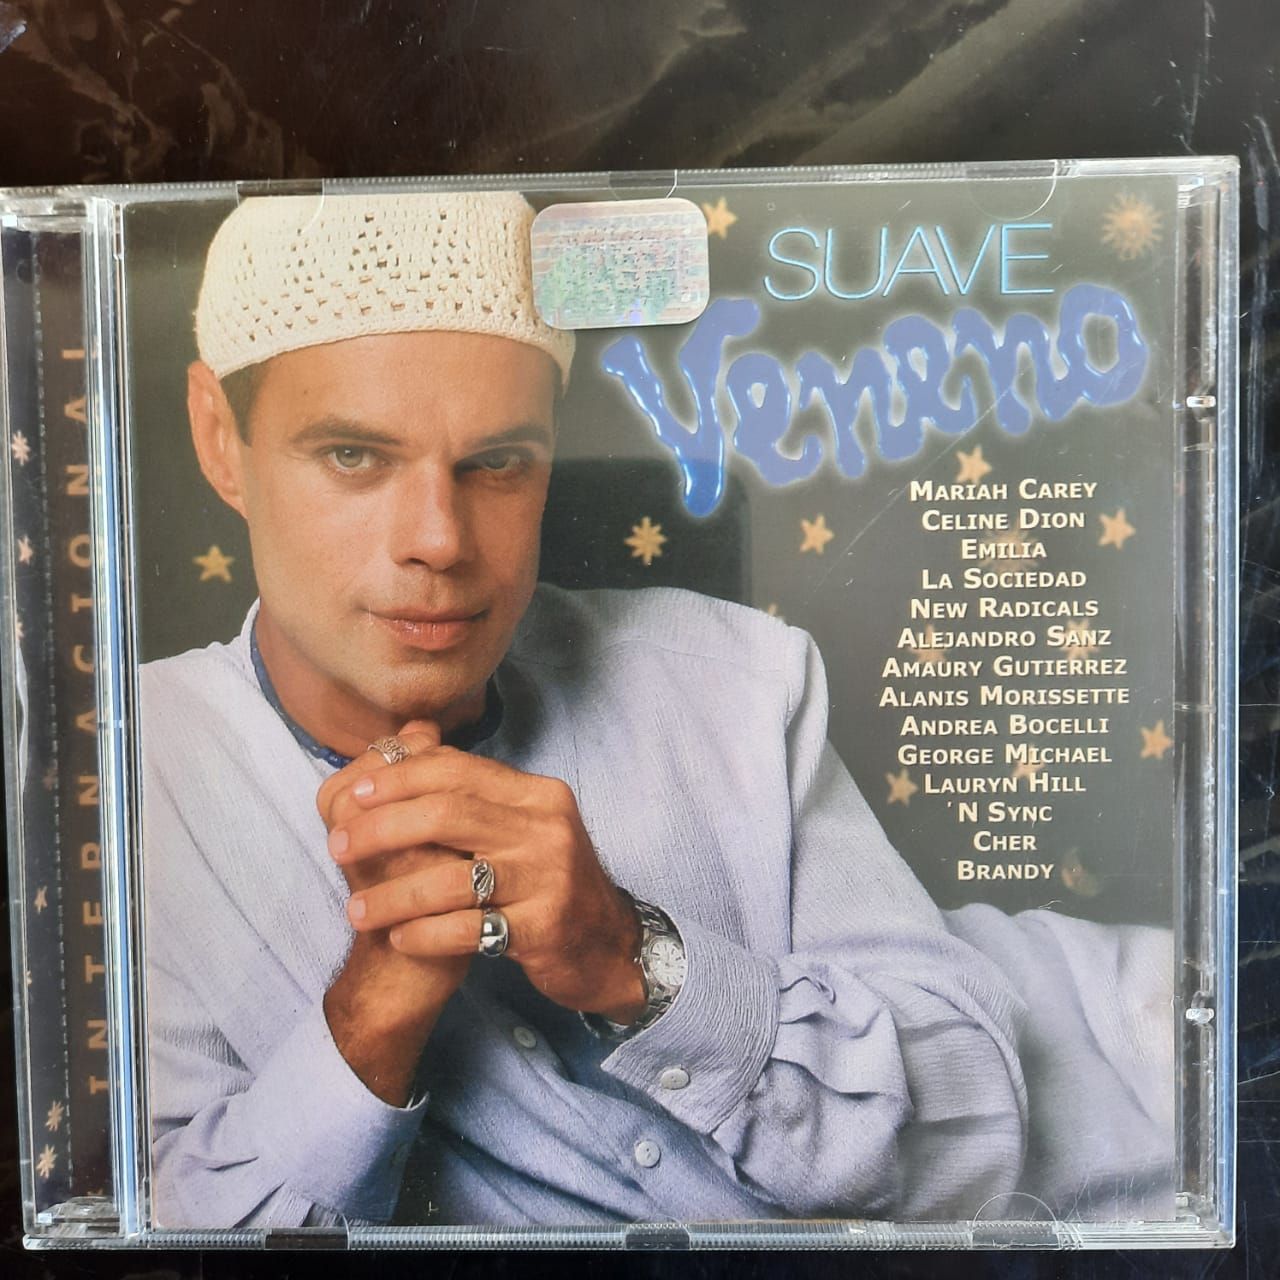 SUAVE
Veneno
MARIAH CAREY
CELINE DION
EMILIA
LA SOCIEDAD
NEW RADICALS
ALEJANDRO SANZ
AMAURY GUTIERREZ
ALANIS MORISSETTE
ANDREA BOCELLI
GEORGE MICHAEL
LAURYN HILL
'N SYNC
CHER
BRANDY
INTERNACIONAL